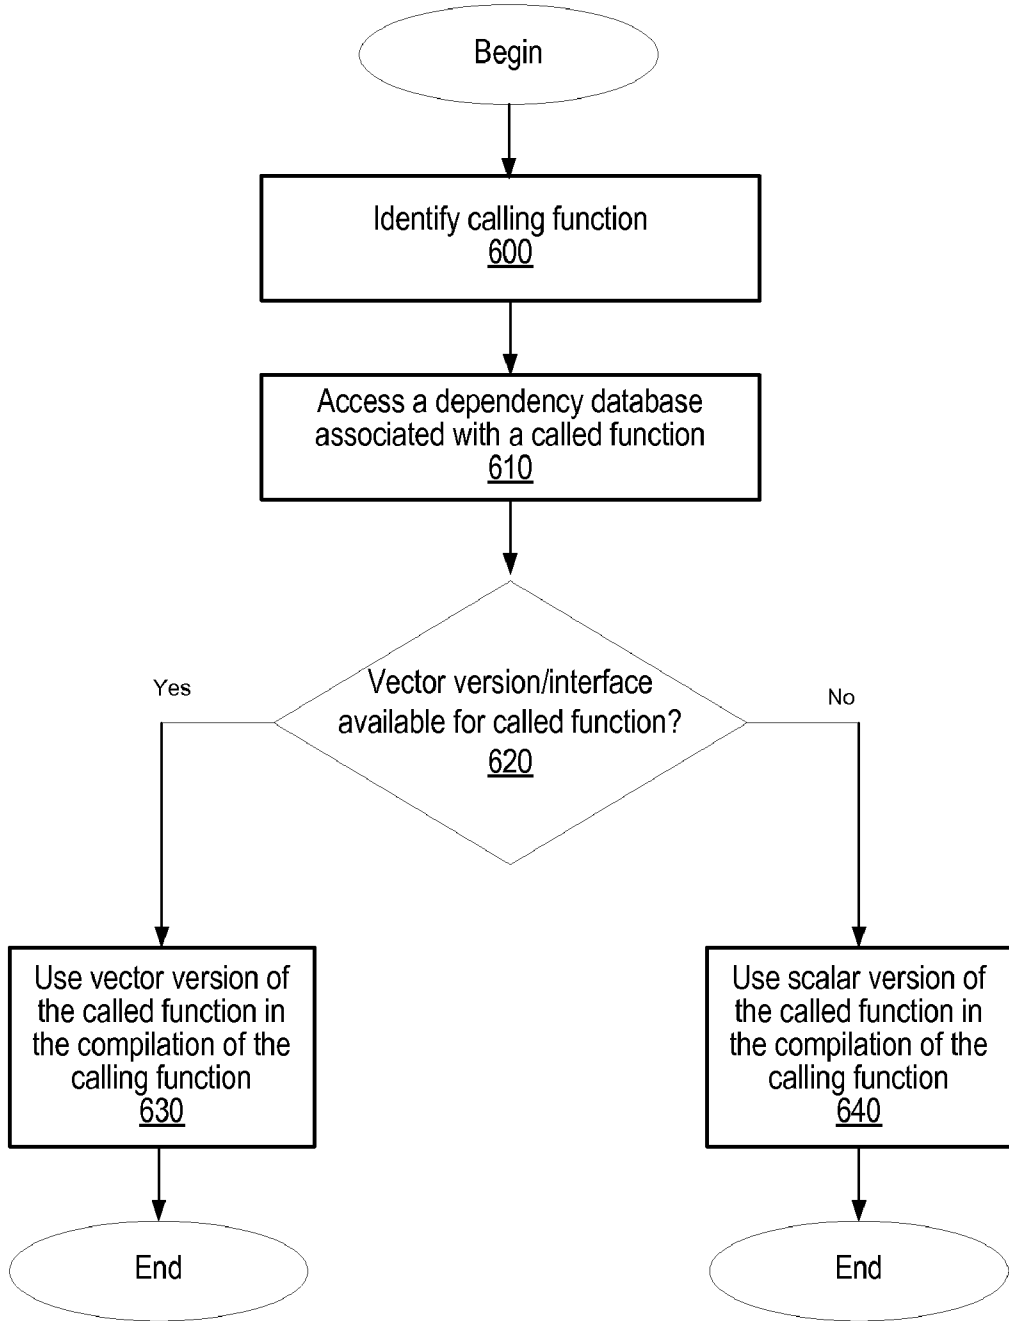 Begin
Identify calling function
600
Access a dependency database
associated with a called function
610
Vector version/interface
available for called function?
620
Yes
No
Use vector version of
the called function in
the compilation of the
calling function
630
Use scalar version of
the called function in
the compilation of the
calling function
640
End
End